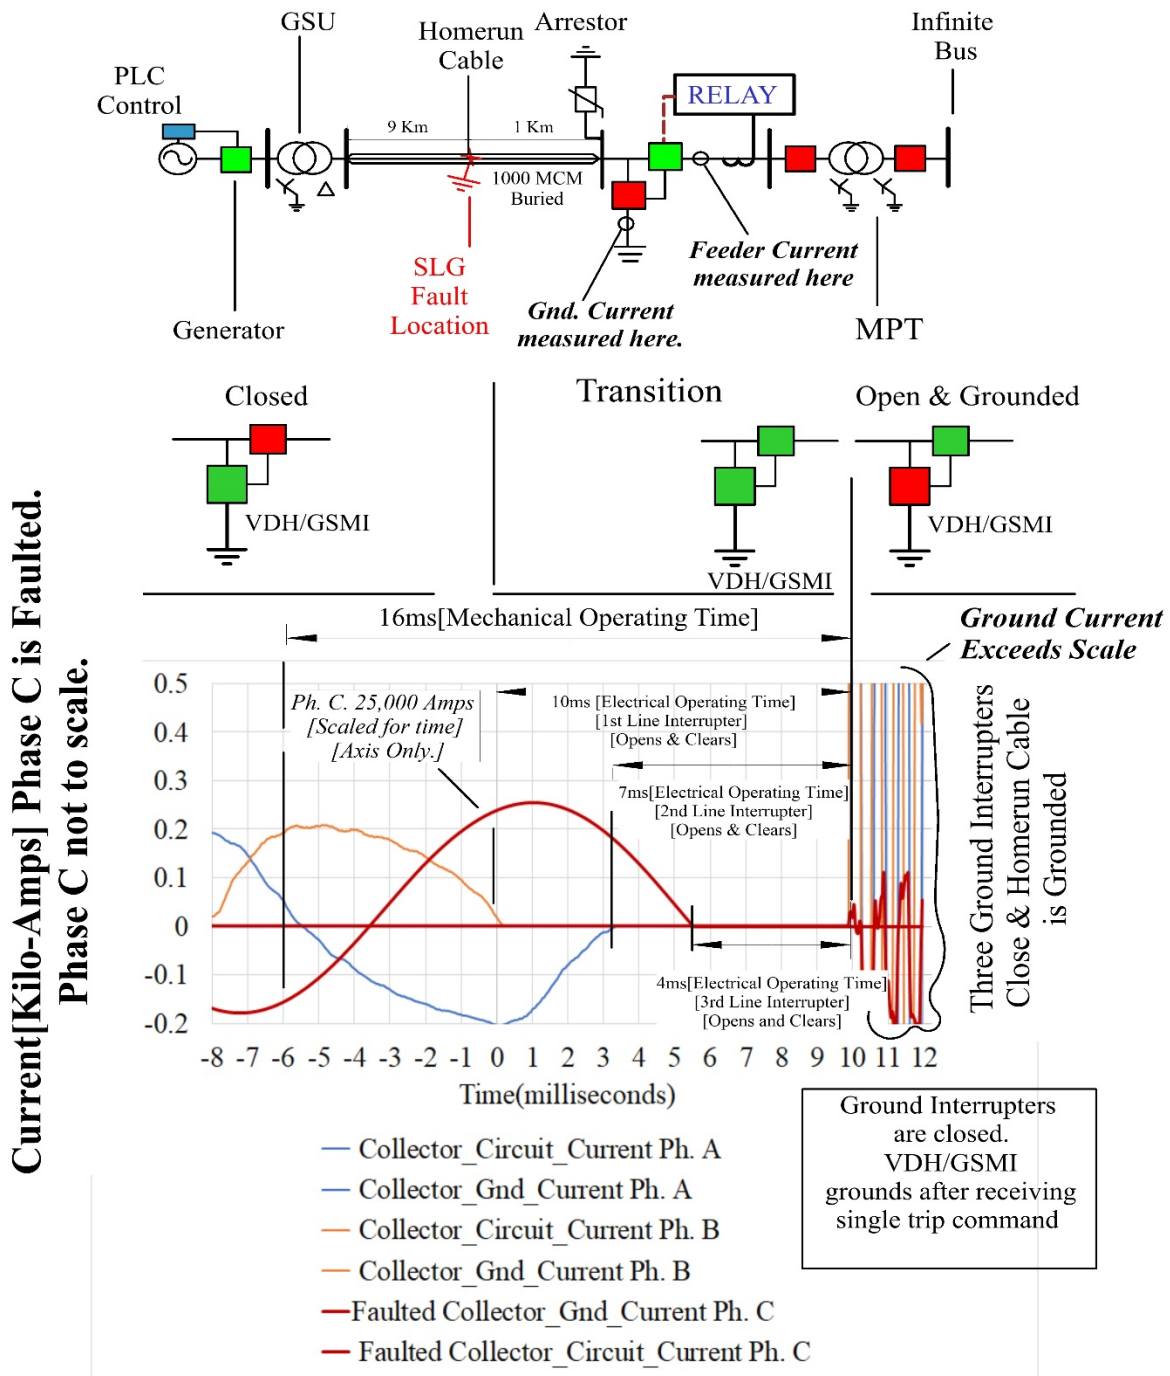 GSU
Homerun
Cable
Arrestor
Infinite
Bus
PLC
Control
RELAY
9 Km
1 Km
1000 MCM
Buried
SLG
Fault
Location
Feeder Current
measured here
Gnd. Current
measured here.
Generator
MPT
Closed
Transition
Open & Grounded
VDH/GSMI
VDH/GSMI
VDH/GSMI
16ms[Mechanical Operating Time]
Ground Current
Exceeds Scale
Current[Kilo-Amps] Phase C is Faulted.
Phase C not to scale.
Ph. C. 25,000 Amps
[Scaled for time]
[Axis Only.]
10ms [Electrical Operating Time]
[1st Line Interrupter]
[Opens & Clears]
7ms[Electrical Operating Time]
[2nd Line Interrupter]
[Opens & Clears]
4ms[Electrical Operating Time]
[3rd Line Interrupter]
[Opens and Clears]
Three Ground Interrupters
Close & Homerun Cable
is Grounded
0.5
0.4
0.3
0.2
0.1
0
-0.1
-0.2
-8 -7 -6 -5 -4 -3 -2 -1 0 1 2 3 4 5 6 7 8 9 10 11 12
Time(milliseconds)
Collector_Circuit_Current Ph. A
Collector_Gnd_Current Ph. A
Collector_Circuit_Current Ph. B
Collector_Gnd_Current Ph. B
Faulted Collector_Gnd_Current Ph. C
Faulted Collector_Circuit_Current Ph. C
Ground Interrupters
are closed.
VDH/GSMI
grounds after receiving
single trip command